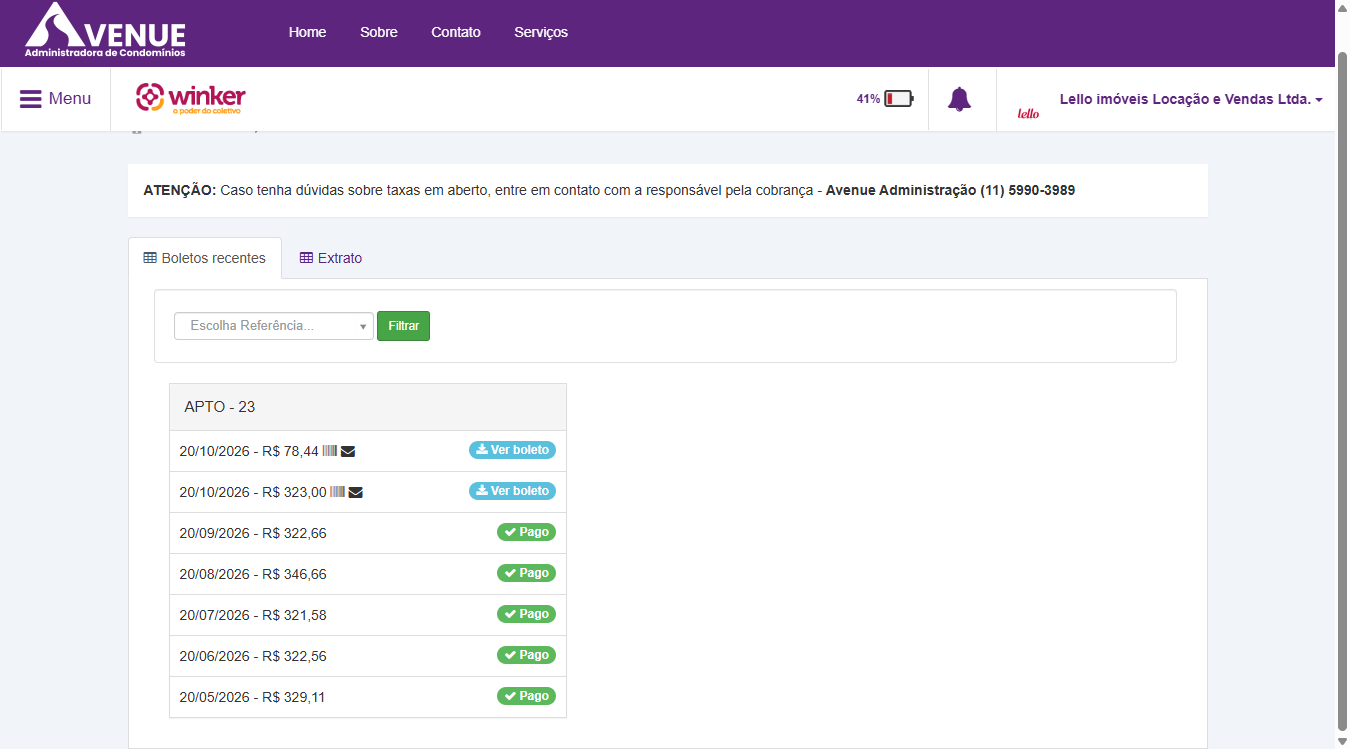 AVENUE
Administradora de Condomínios
Home Sobre Contato Serviços
Menu
winker
o poder do coletivo
41%
lello
Lello imóveis Locação e Vendas Ltda.
ATENÇÃO: Caso tenha dúvidas sobre taxas em aberto, entre em contato com a responsável pela cobrança - Avenue Administração (11) 5990-3989
Boletos recentes Extrato
Escolha Referência... Filtrar
APTO - 23
20/10/2026 - R$ 78,44 Ver boleto
20/10/2026 - R$ 323,00 Ver boleto
20/09/2026 - R$ 322,66 Pago
20/08/2026 - R$ 346,66 Pago
20/07/2026 - R$ 321,58 Pago
20/06/2026 - R$ 322,56 Pago
20/05/2026 - R$ 329,11 Pago